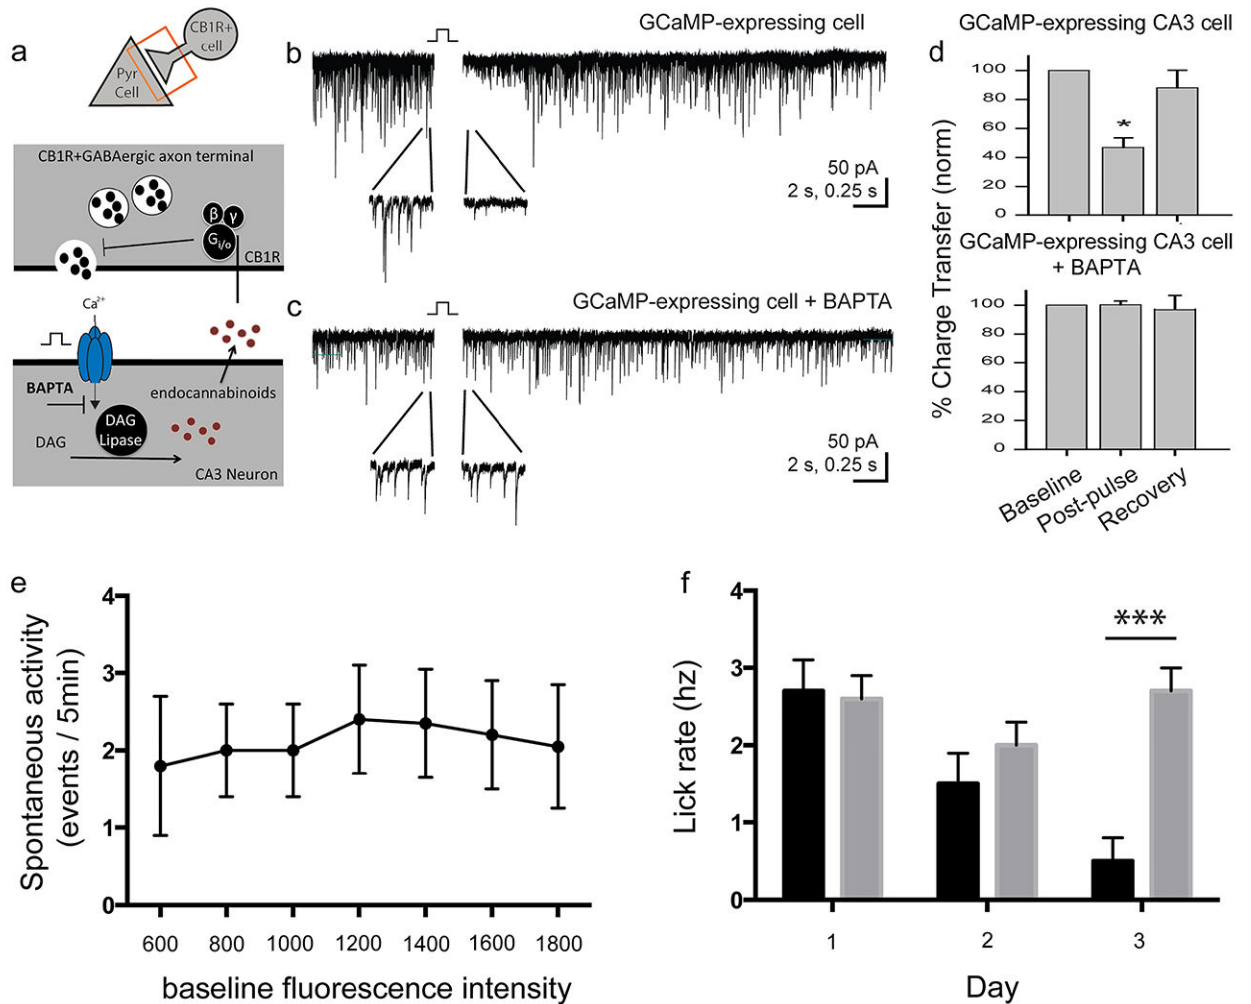 a
CB1R+
cell
Pyr
Cell
CB1R+GABAergic axon terminal
β γ
Gi/o
CB1R
Ca²⁺
BAPTA
endocannabinoids
DAG
Lipase
DAG
CA3 Neuron
b
GCaMP-expressing cell
50 pA
2 s, 0.25 s
c
GCaMP-expressing cell + BAPTA
50 pA
2 s, 0.25 s
GCaMP-expressing CA3 cell
d
100
80
60
40
20
0
*
GCaMP-expressing CA3 cell
+ BAPTA
100
80
60
40
20
0
% Charge Transfer (norm)
Baseline
Post-pulse
Recovery
e
Spontaneous activity
(events / 5min)
4
3
2
1
0
600 800 1000 1200 1400 1600 1800
baseline fluorescence intensity
f
Lick rate (hz)
4
3
2
1
0
***
1 2 3
Day